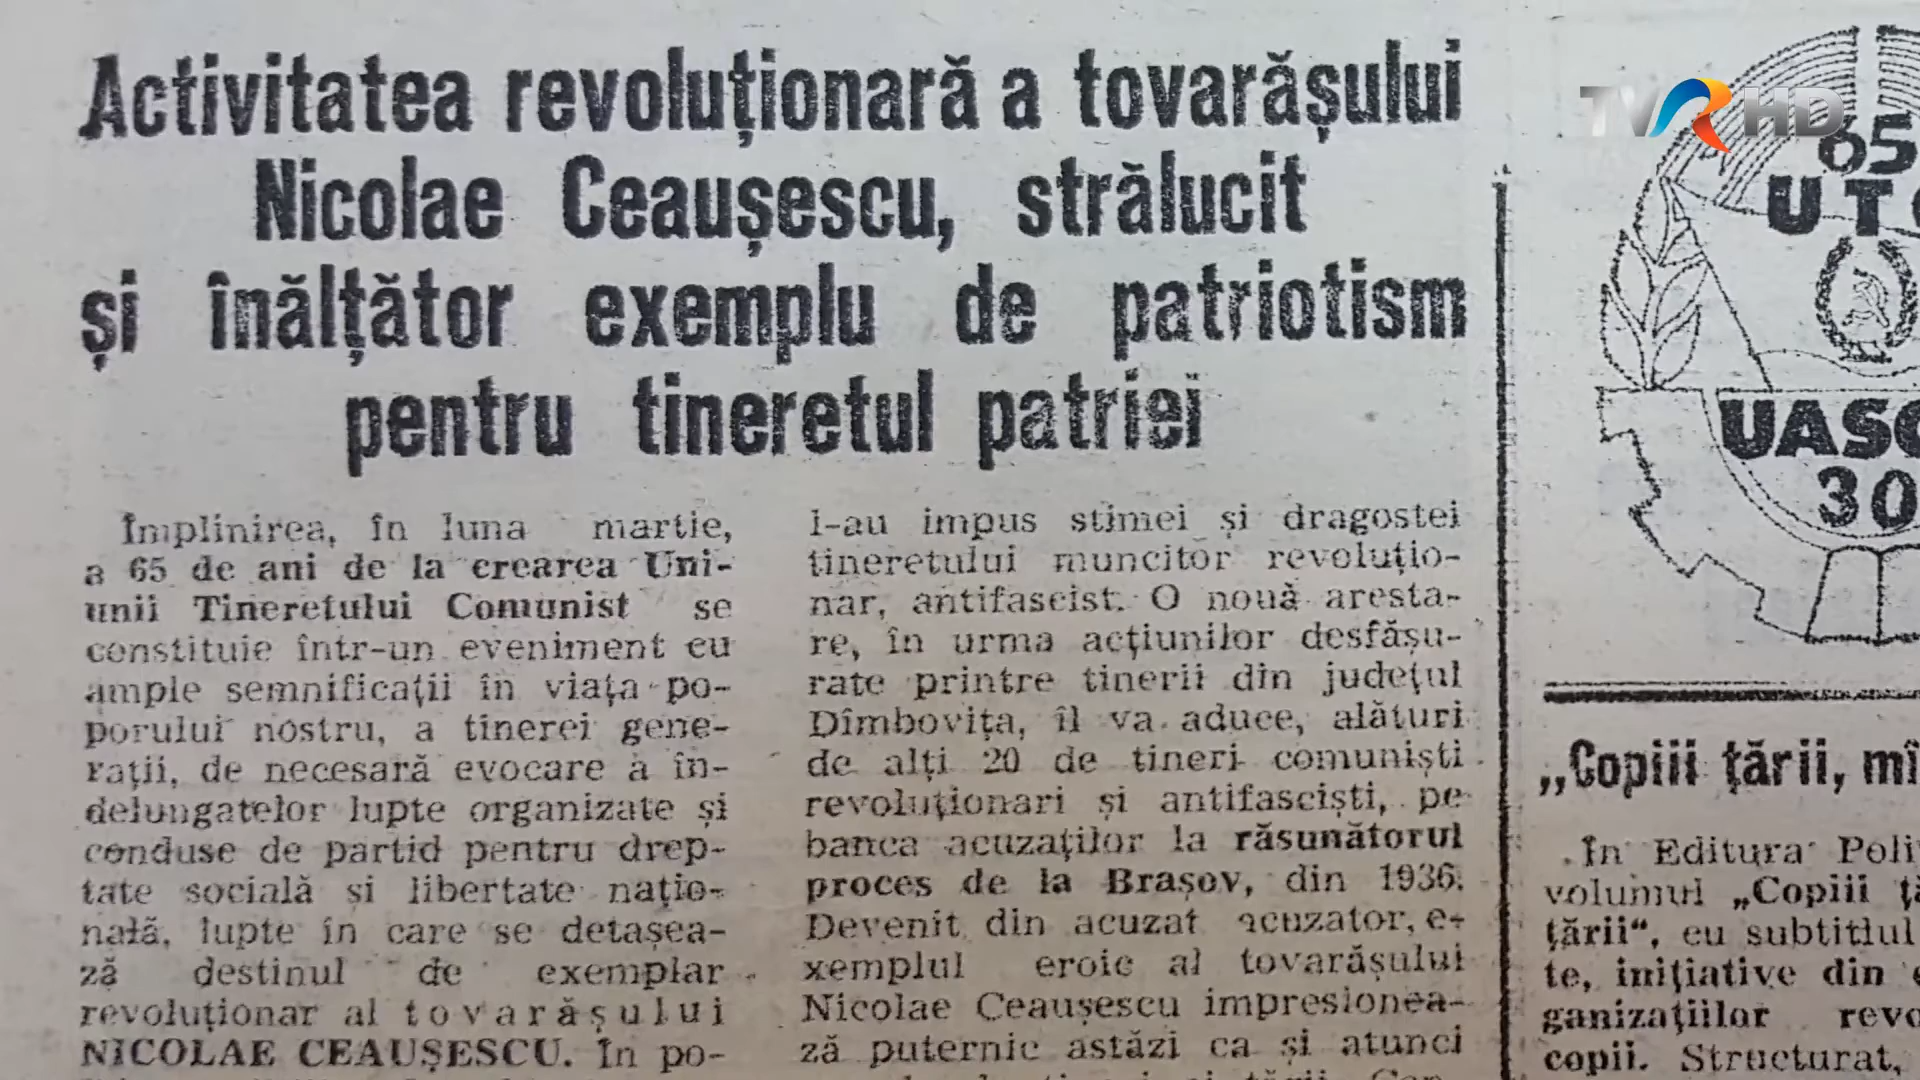 Activitatea revoluționară a tovarășului
Nicolae Ceaușescu, strălucit
și înălțător exemplu de patriotism
pentru tineretul patriei
Împlinirea, în luna martie,
a 65 de ani de la crearea Uni-
unii Tineretului Comunist se
constituie într-un eveniment cu
ample semnificații în viața po-
porului nostru, a tinerei gene-
rații, de necesară evocare a în-
delungatelor lupte organizate și
conduse de partid pentru drep-
tate socială si libertate națio-
nală, lupte în care se detașea-
ză destinul de exemplar
revoluționar al tovarășului
NICOLAE CEAUȘESCU. În po-
l-au impus stimei și dragostei
tineretului muncitor revoluțio-
nar, antifascist. O nouă aresta-
re, în urma acțiunilor desfășu-
rate printre tinerii din județul
Dîmbovița, îl va aduce, alături
de alți 20 de tineri comuniști
revoluționari și antifasciști, pe
banca acuzaților la răsunătorul
proces de la Brașov, din 1936.
Devenit din acuzat acuzator, e-
xemplul eroic al tovarășului
Nicolae Ceaușescu impresionea-
ză puternic astăzi ca și atunci
TVR HD
65
UTC
UASC
30
„Copiii țării, mî
În Editura Poli
volumul „Copiii ță
țării“, cu subtitlul
te, inițiative din
ganizațiilor revo
copii. Structurat,